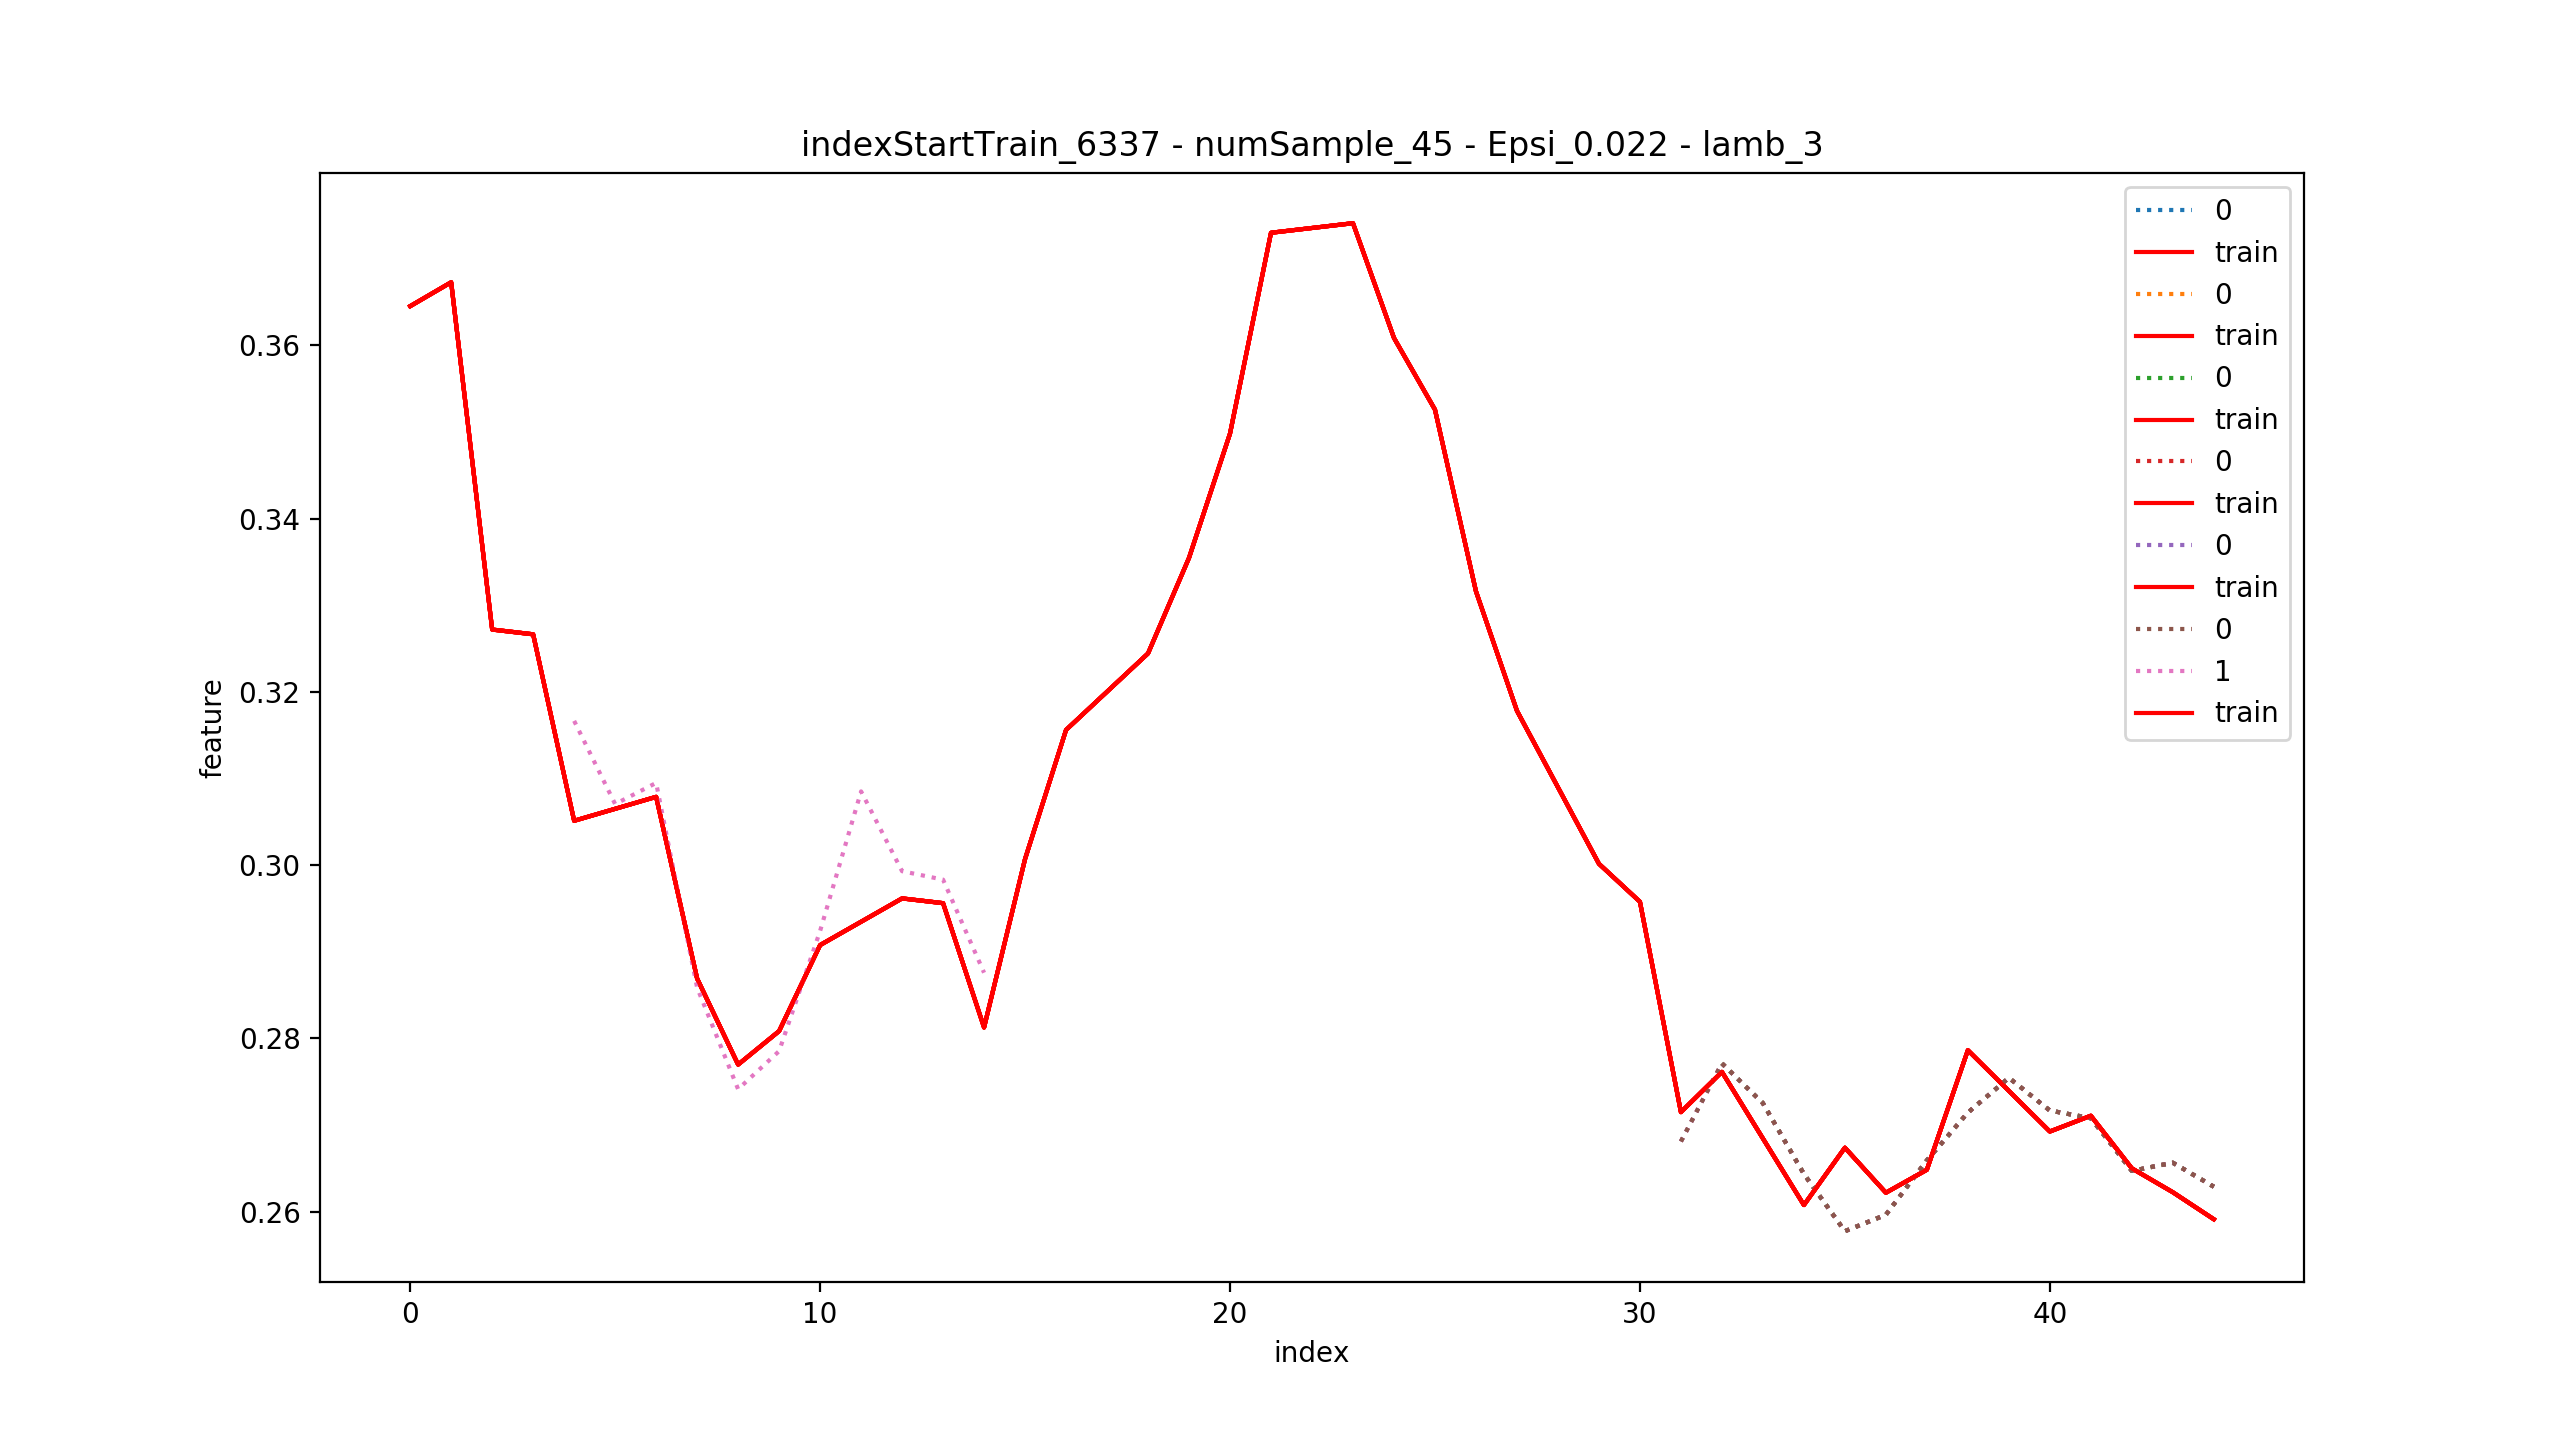 indexStartTrain_6337 - numSample_45 - Epsi_0.022 - lamb_3
0
train
0
train
0
train
0
train
0
train
0
1
train
feature
0.36
0.34
0.32
0.30
0.28
0.26
0 10 20 30 40
index